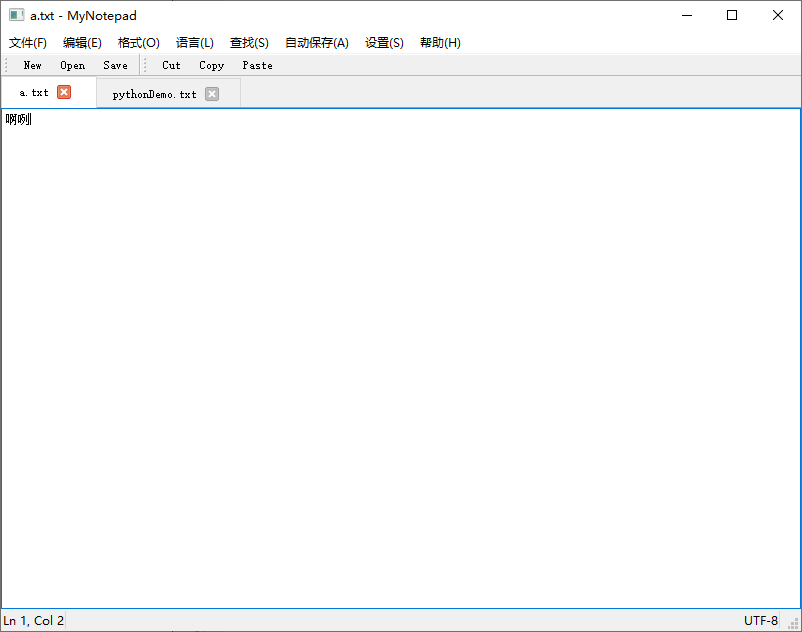 a.txt - MyNotepad
文件(F) 编辑(E) 格式(O) 语言(L) 查找(S) 自动保存(A) 设置(S) 帮助(H)
New Open Save Cut Copy Paste
a.txt pythonDemo.txt
啊咧
Ln 1, Col 2 UTF-8